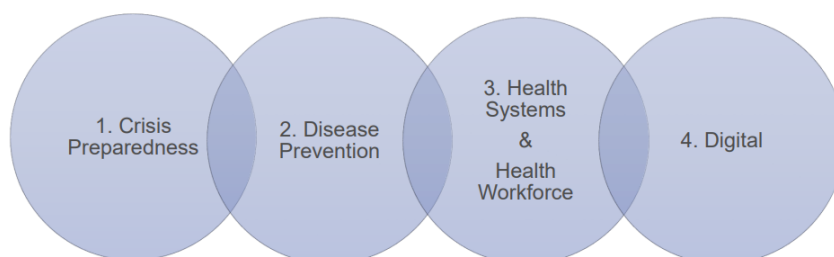 1. Crisis
Preparedness
2. Disease
Prevention
3. Health
Systems
&
Health
Workforce
4. Digital